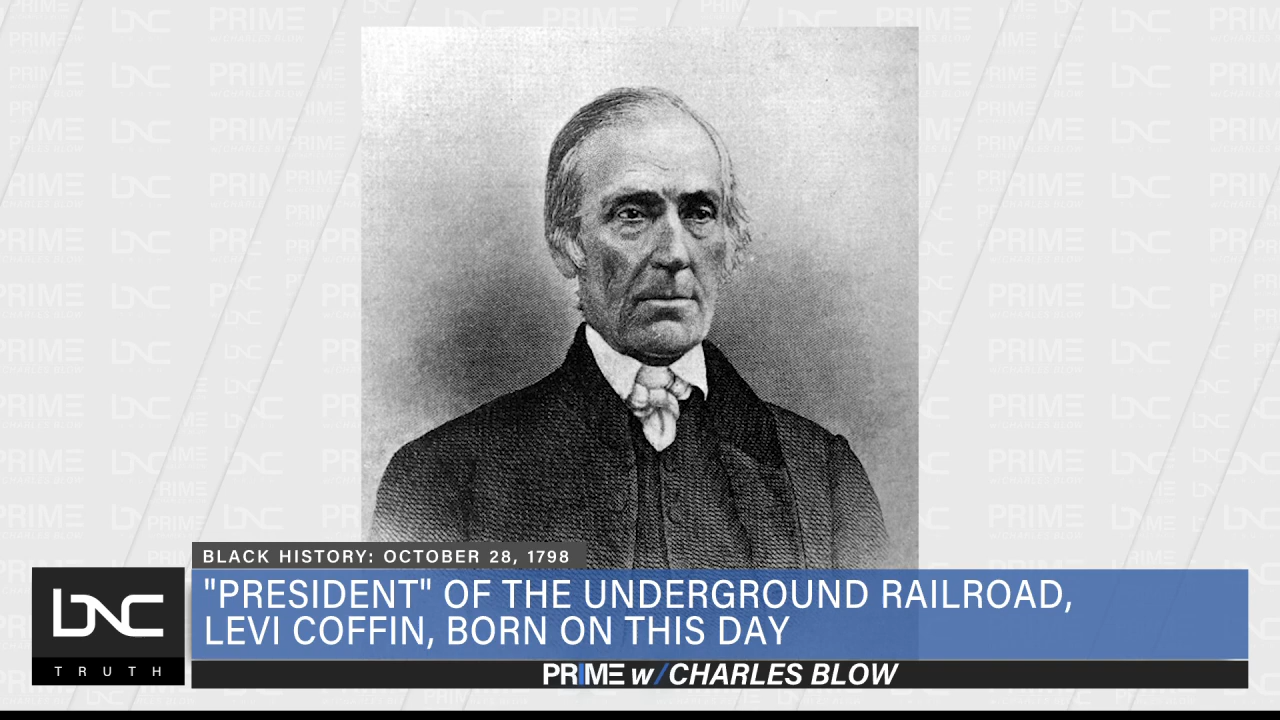 BLACK HISTORY: OCTOBER 28, 1798
"PRESIDENT" OF THE UNDERGROUND RAILROAD,
LEVI COFFIN, BORN ON THIS DAY
BNC
TRUTH
PRIME w/CHARLES BLOW